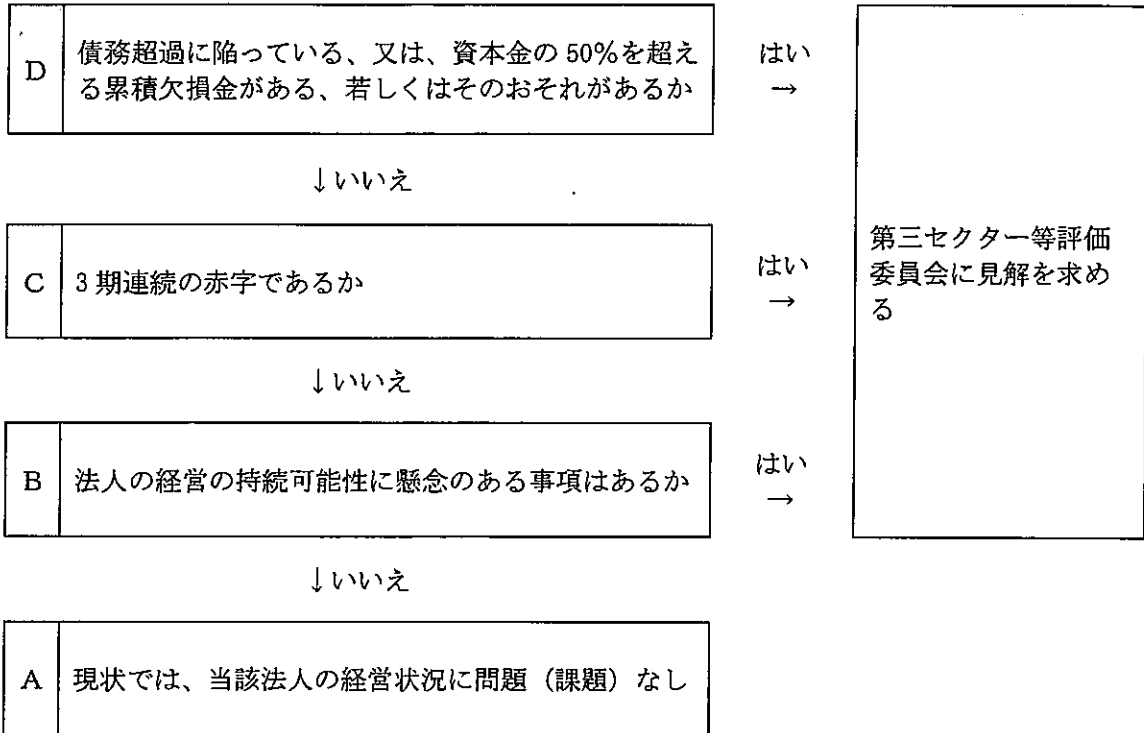 D
債務超過に陥っている、又は、資本金の50%を超え
る累積欠損金がある、若しくはそのおそれがあるか
はい
→
↓いいえ
C
3期連続の赤字であるか
はい
→
第三セクター等評価
委員会に見解を求め
る
↓いいえ
B
法人の経営の持続可能性に懸念のある事項はあるか
はい
→
↓いいえ
A
現状では、当該法人の経営状況に問題（課題）なし